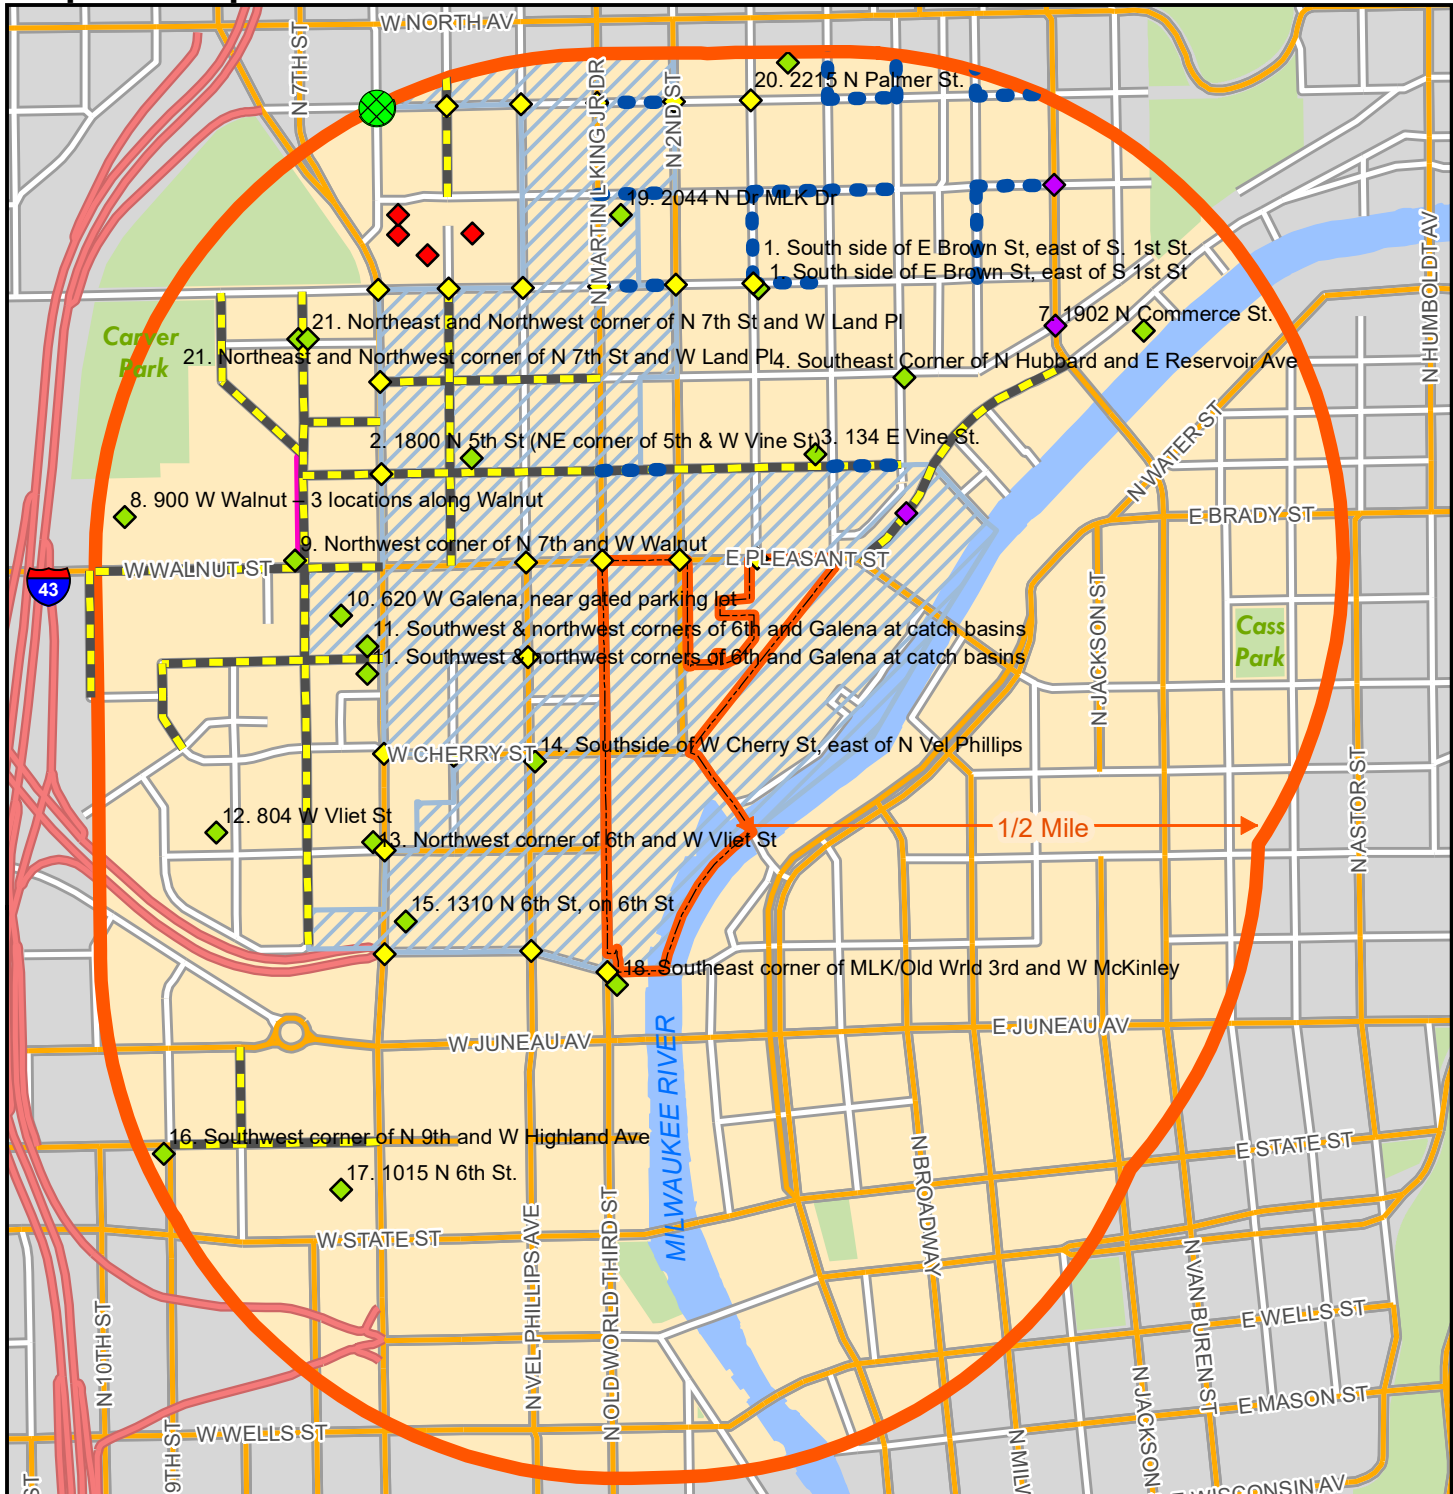 W NORTH AV
N 7TH ST
N MARTIN L KING JR DR
N 2ND ST
20. 2215 N Palmer St.
19. 2044 N Dr MLK Dr
1. South side of E Brown St, east of S. 1st St.
1. South side of E Brown St, east of S 1st St
N HUMBOLDT AV
7. 1902 N Commerce St.
21. Northeast and Northwest corner of N 7th St and W Land Pl
Carver
Park
21. Northeast and Northwest corner of N 7th St and W Land Pl
4. Southeast Corner of N Hubbard and E Reservoir Ave
2. 1800 N 5th St (NE corner of 5th & W Vine St)
3. 134 E Vine St.
N WATER ST
8. 900 W Walnut – 3 locations along Walnut
E BRADY ST
9. Northwest corner of N 7th and W Walnut
E PLEASANT ST
W WALNUT ST
43
10. 620 W Galena, near gated parking lot
11. Southwest & northwest corners of 6th and Galena at catch basins
11. Southwest & northwest corners of 6th and Galena at catch basins
N JACKSON ST
Cass
Park
W CHERRY ST
14. Southside of W Cherry St, east of N Vel Phillips
N ASTOR ST
12. 804 W Vliet St
1/2 Mile
13. Northwest corner of 6th and W Vliet St
15. 1310 N 6th St, on 6th St
18. Southeast corner of MLK/Old Wrld 3rd and W McKinley
W JUNEAU AV
E JUNEAU AV
MILWAUKEE RIVER
16. Southwest corner of N 9th and W Highland Ave
17. 1015 N 6th St.
N BROADWAY
E STATE ST
W STATE ST
N VEL PHILLIPS AVE
N OLD WORLD THIRD ST
N VAN BUREN ST
E WELLS ST
N 10TH ST
N JACKSON
E MASON ST
W WELLS ST
9TH ST
N MILW
ST
E WISCONSIN AV